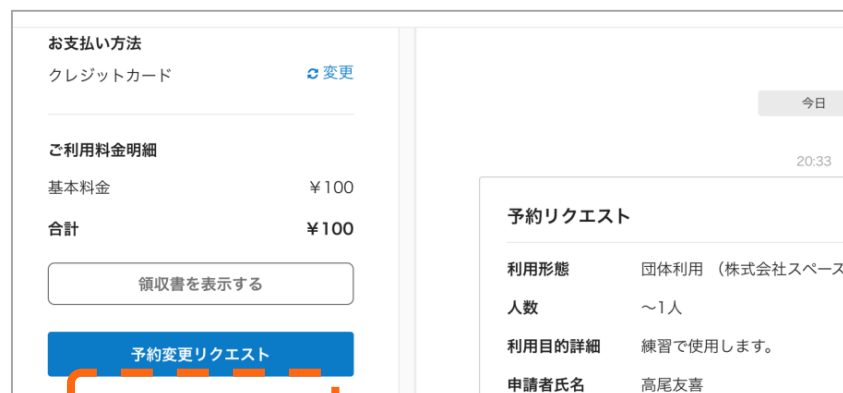 お支払い方法
クレジットカード
変更
ご利用料金明細
基本料金 ¥100
合計 ¥100
領収書を表示する
予約変更リクエスト
今日
20:33
予約リクエスト
利用形態 団体利用 （株式会社スペース
人数 〜1人
利用目的詳細 練習で使用します。
申請者氏名 高尾友喜